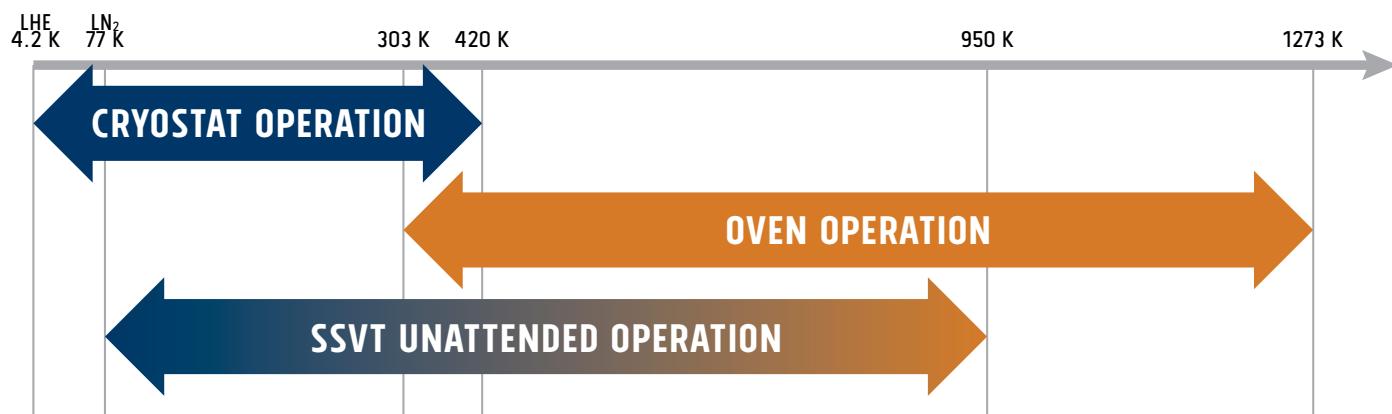 LHE LN₂
4.2 K 77 K 303 K 420 K 950 K 1273 K
CRYOSTAT OPERATION
OVEN OPERATION
SSVT UNATTENDED OPERATION